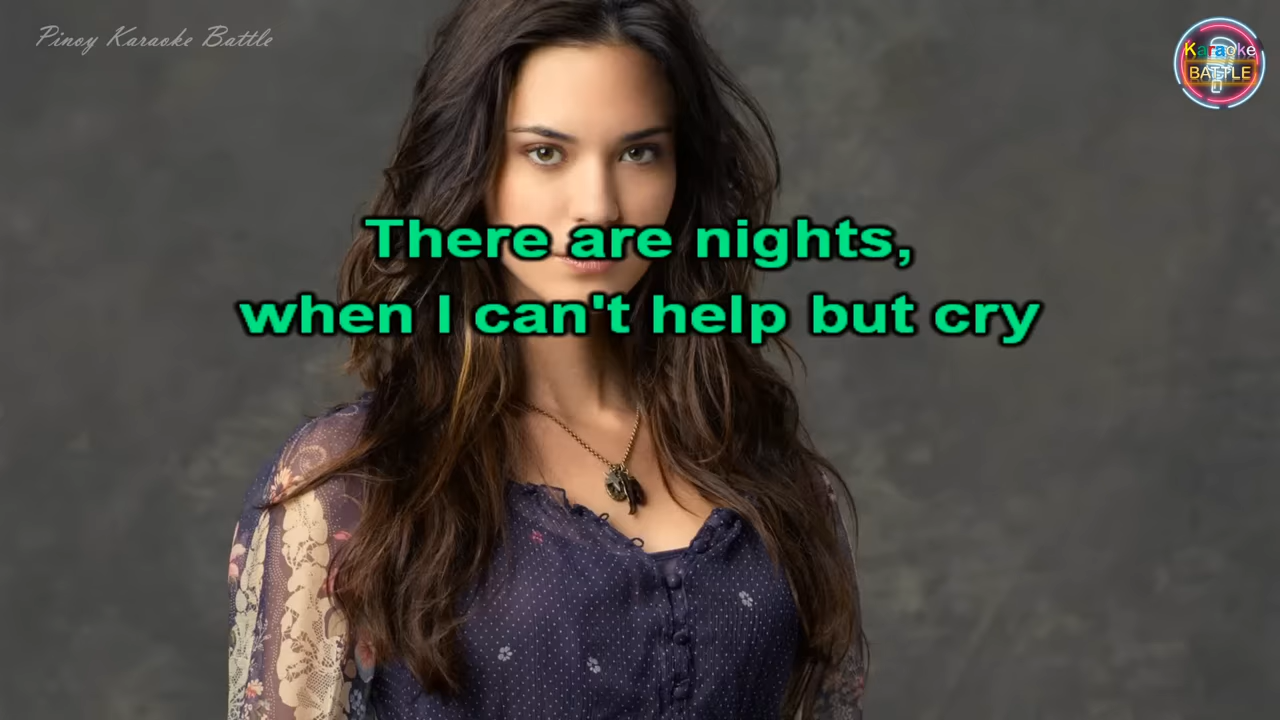 Pinoy Karaoke Battle
Karaoke
BATTLE
There are nights,
when I can't help but cry